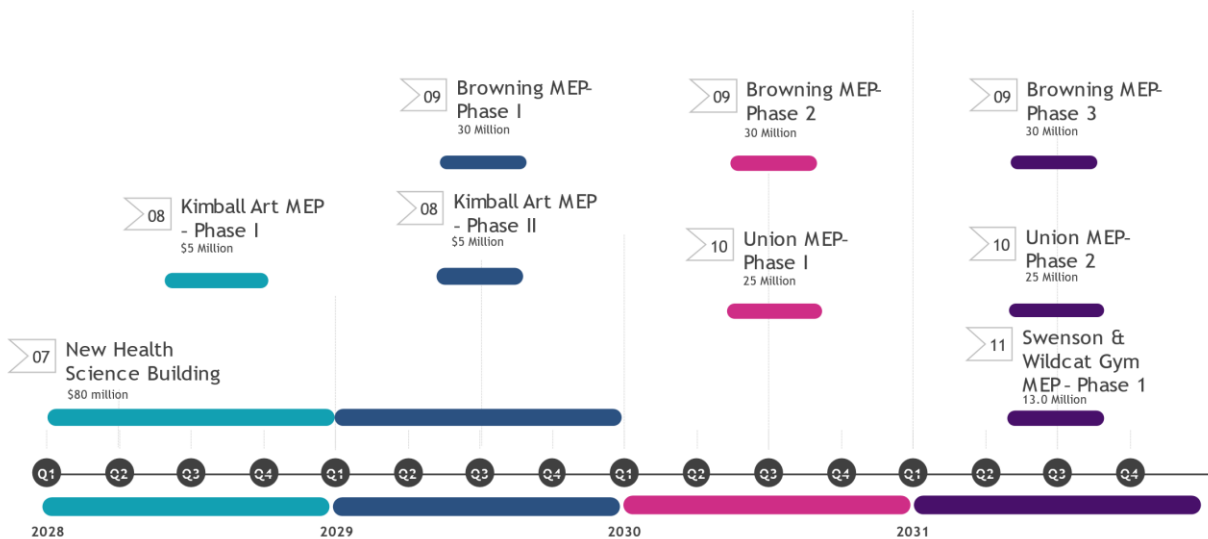 09
Browning MEP-
Phase I
30 Million
09
Browning MEP-
Phase 2
30 Million
09
Browning MEP-
Phase 3
30 Million
08
Kimball Art MEP
- Phase I
$5 Million
08
Kimball Art MEP
- Phase II
$5 Million
10
Union MEP-
Phase I
25 Million
10
Union MEP-
Phase 2
25 Million
07
New Health
Science Building
$80 million
11
Swenson &
Wildcat Gym
MEP - Phase 1
13.0 Million
Q1 Q2 Q3 Q4 Q1 Q2 Q3 Q4 Q1 Q2 Q3 Q4 Q1 Q2 Q3 Q4
2028 2029 2030 2031